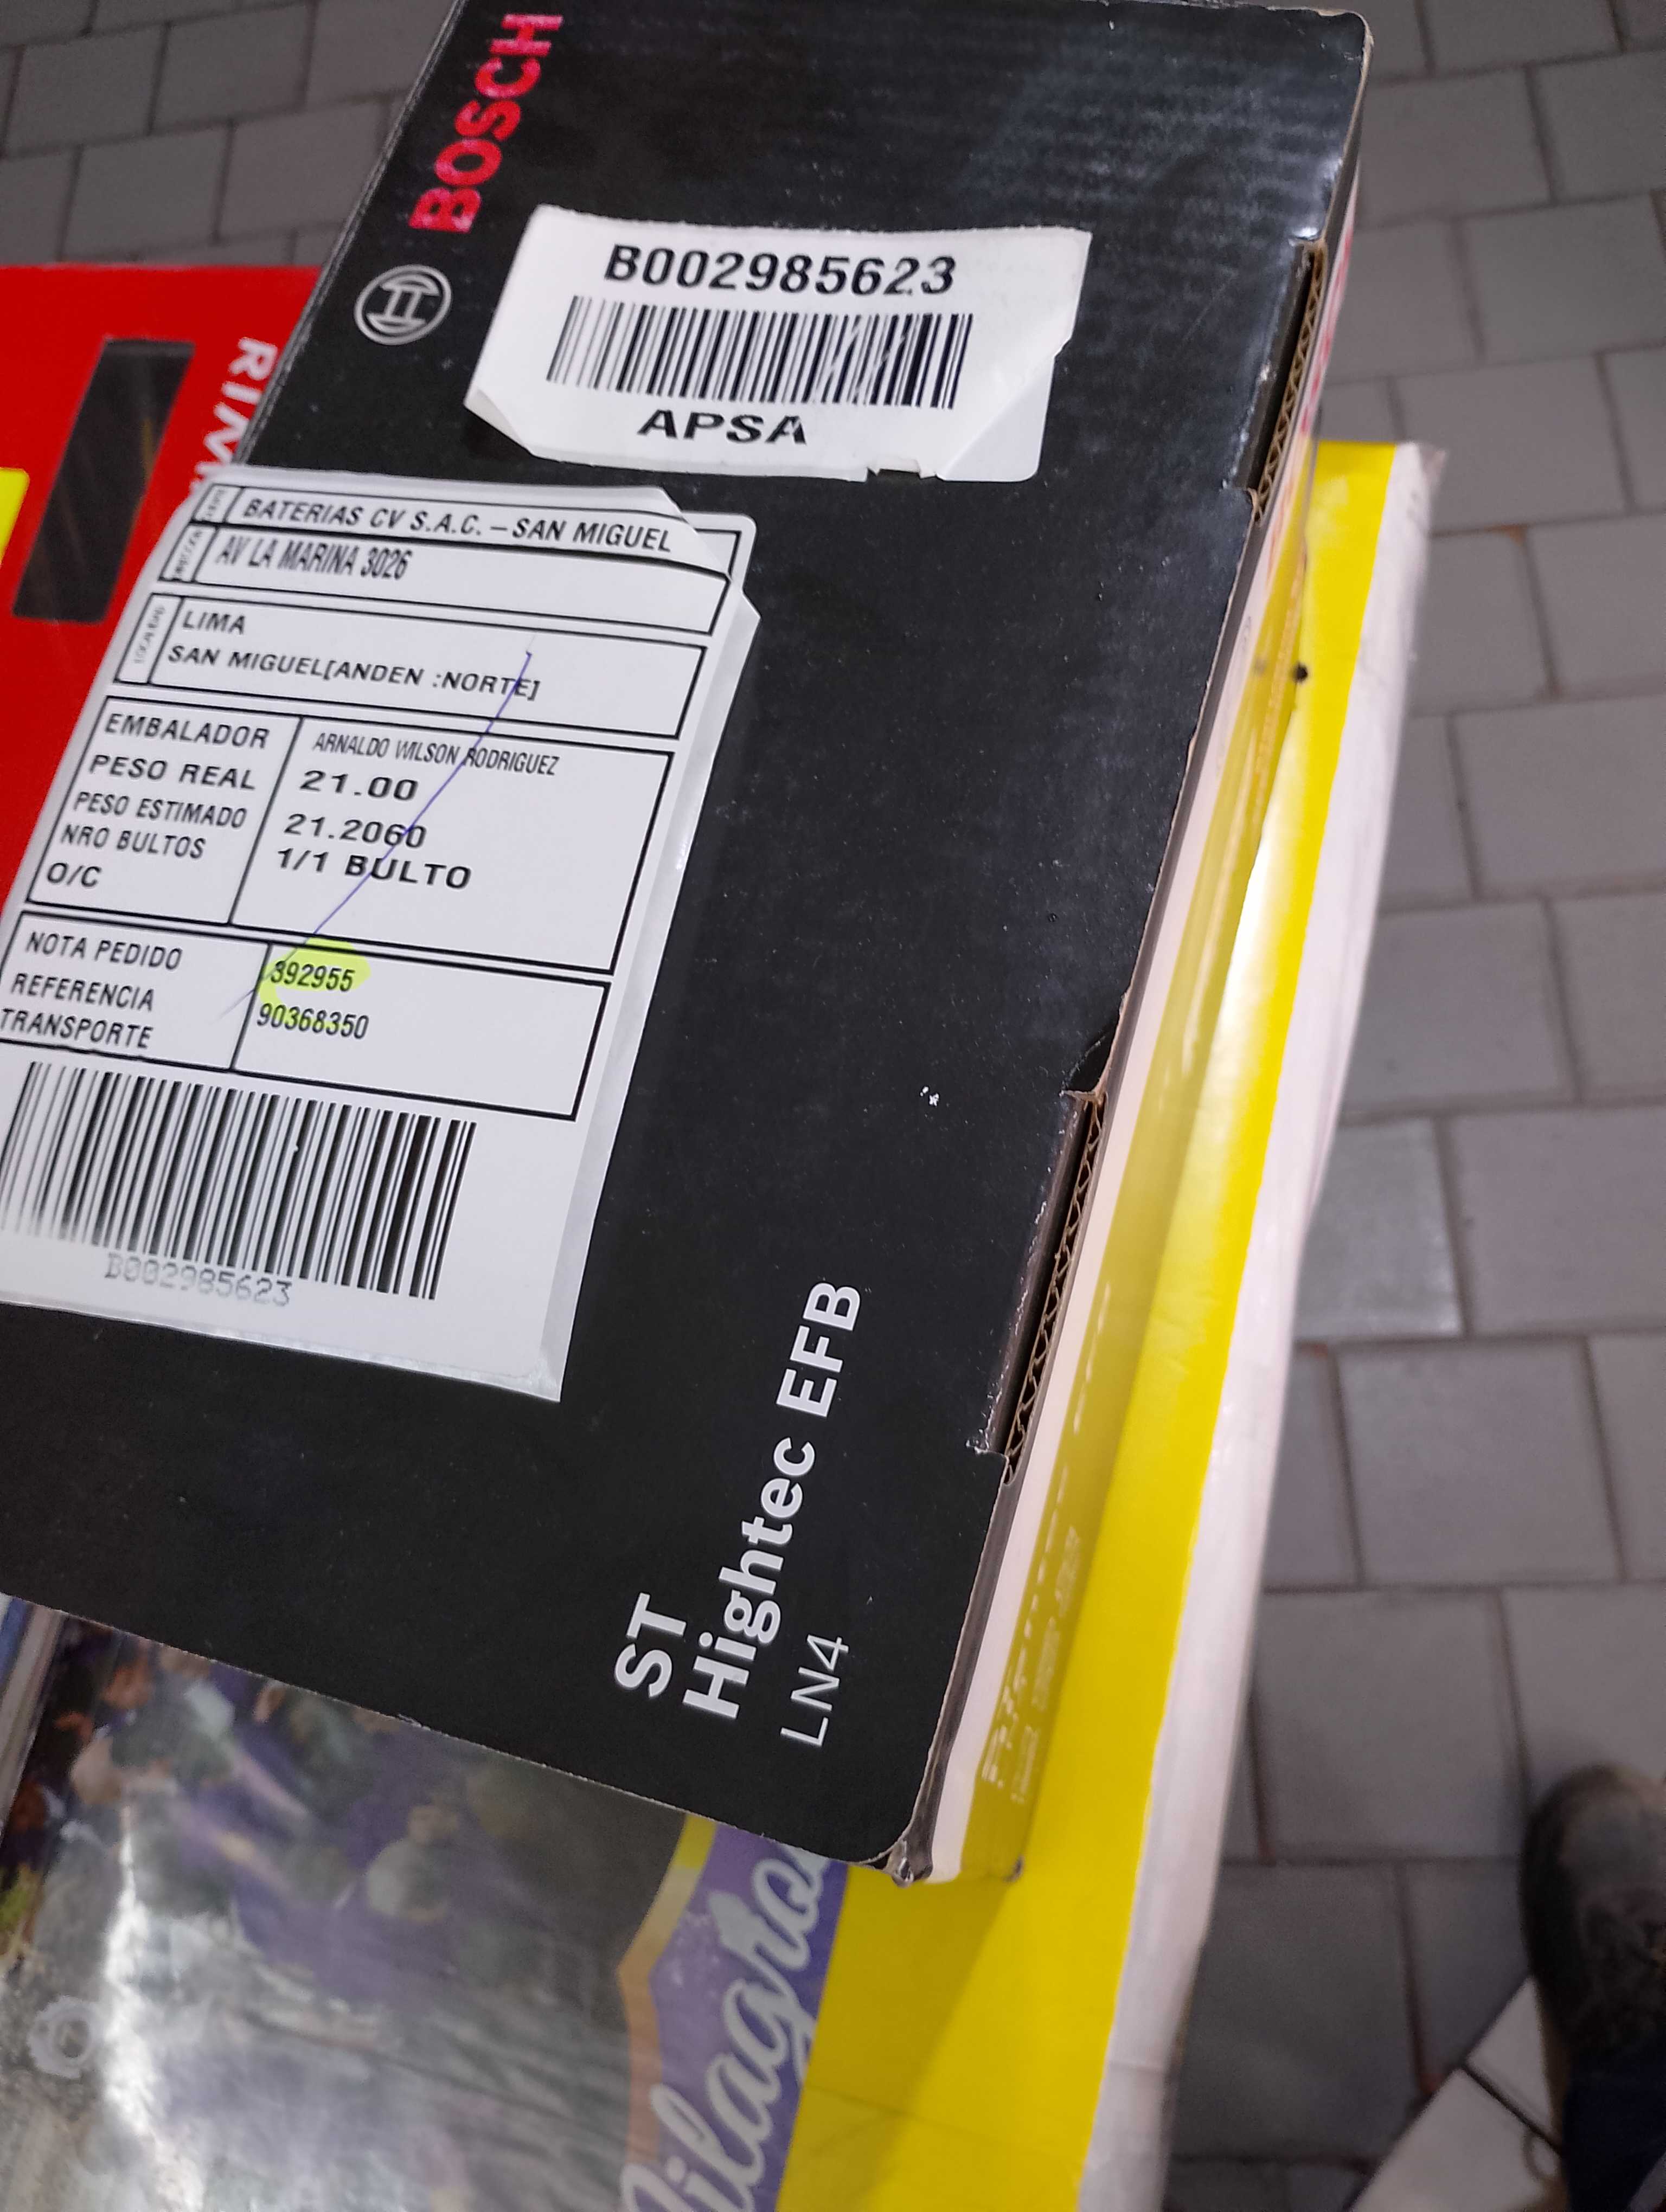 BOSCH
B002985623
APSA
BATERIAS CV S.A.C. – SAN MIGUEL
AV LA MARINA 3026
LIMA
SAN MIGUEL[ANDEN :NORTE]
EMBALADOR ARNALDO WILSON RODRIGUEZ
PESO REAL 21.00
PESO ESTIMADO 21.2060
NRO BULTOS 1/1 BULTO
O/C
NOTA PEDIDO 392955
REFERENCIA 90368350
TRANSPORTE
B002985623
ST
Hightec EFB
LN4